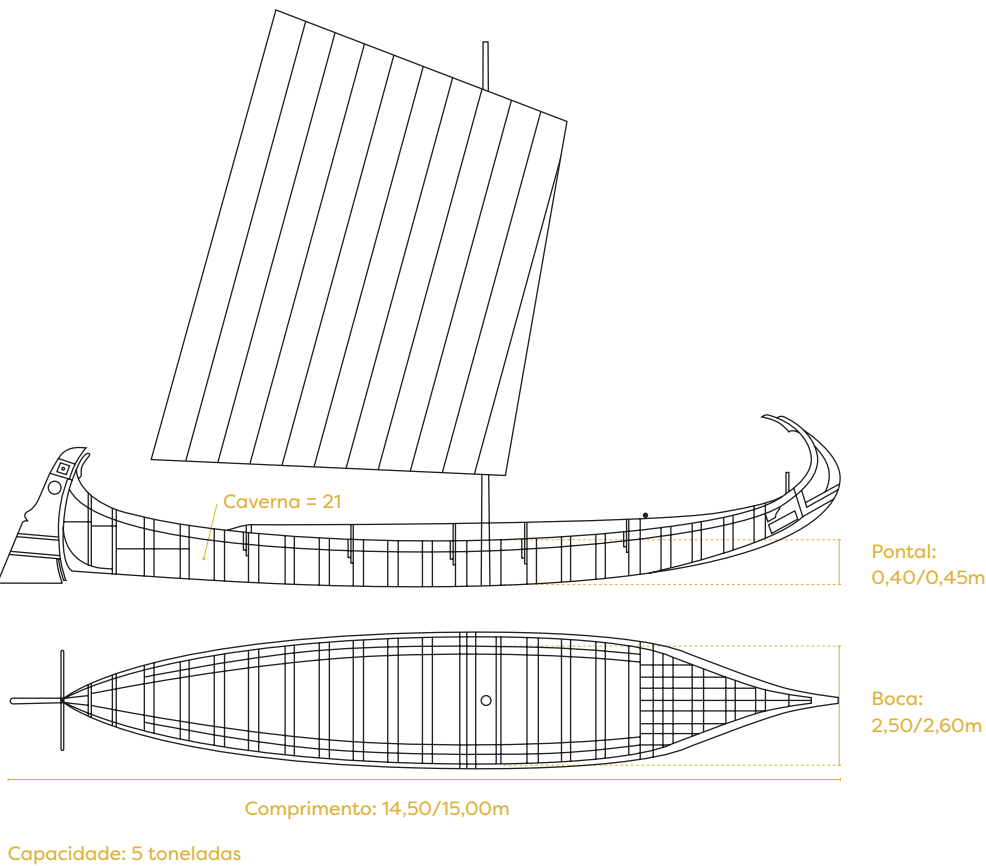 Caverna = 21
Pontal:
0,40/0,45m
Boca:
2,50/2,60m
Comprimento: 14,50/15,00m
Capacidade: 5 toneladas